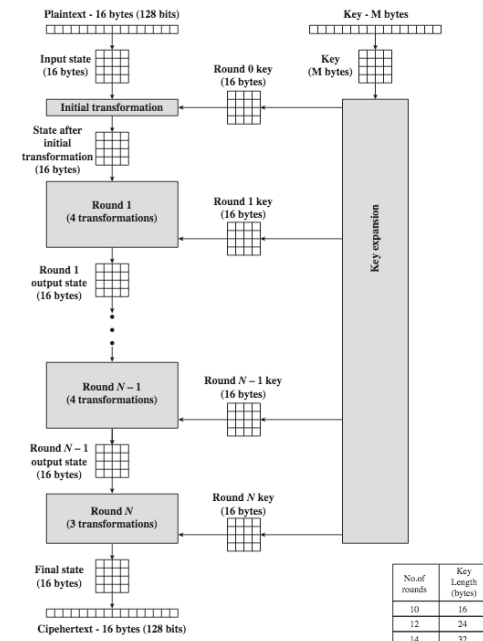 Plaintext - 16 bytes (128 bits)
Key - M bytes
Input state
(16 bytes)
Key
(M bytes)
Round 0 key
(16 bytes)
Initial transformation
State after
initial
transformation
(16 bytes)
Round 1
(4 transformations)
Round 1 key
(16 bytes)
Key expansion
Round 1
output state
(16 bytes)
Round N – 1
(4 transformations)
Round N – 1 key
(16 bytes)
Round N – 1
output state
(16 bytes)
Round N
(3 transformations)
Round N key
(16 bytes)
Final state
(16 bytes)
No.of
rounds
Key
Length
(bytes)
10 16
12 24
14 32
Cipehertext - 16 bytes (128 bits)